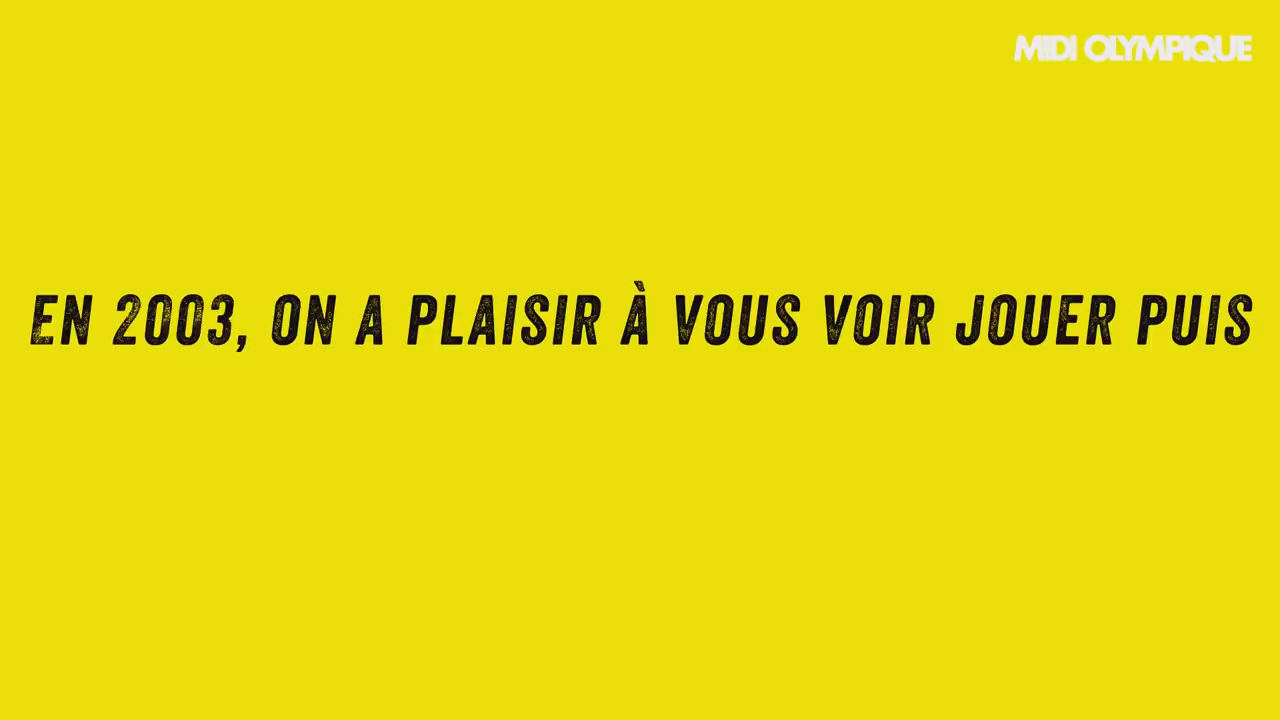 MIDI OLYMPIQUE
EN 2003, ON A PLAISIR À VOUS VOIR JOUER PUIS